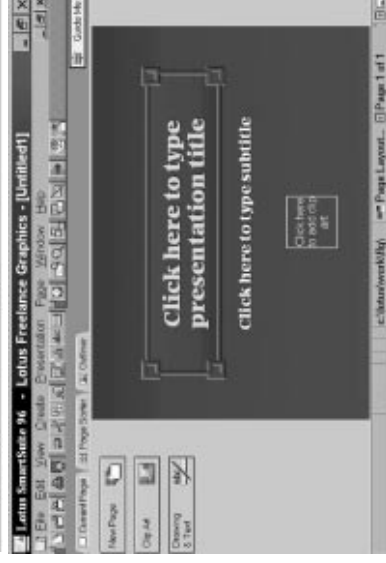 Lotus SmartSuite 96 - Lotus Freelance Graphics - [Untitled1]
File Edit View Create Presentation Page Window Help
Current Page Page Sorter Outliner
New Page
Clip Art
Drawing
& Text
abc
Click here to type
presentation title
Click here to type subtitle
Click here
to add clip
art
Page Layout... Page 1 of 1